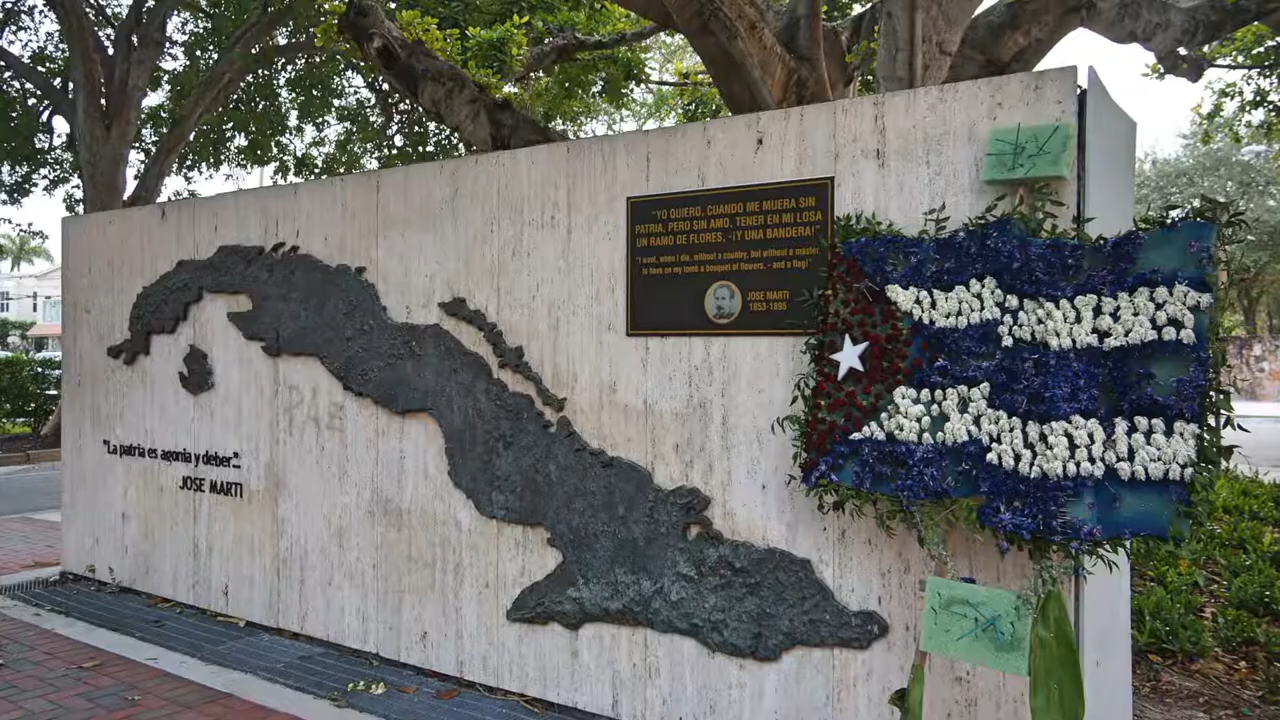 "La patria es agonia y deber".
JOSE MARTI
"YO QUIERO, CUANDO ME MUERA SIN
PATRIA, PERO SIN AMO, TENER EN MI LOSA
UN RAMO DE FLORES, -¡Y UNA BANDERA!"
"I want, when I die, without a country, but without a master,
to have on my tomb a bouquet of flowers, - and a flag!"
JOSE MARTI
1853-1895